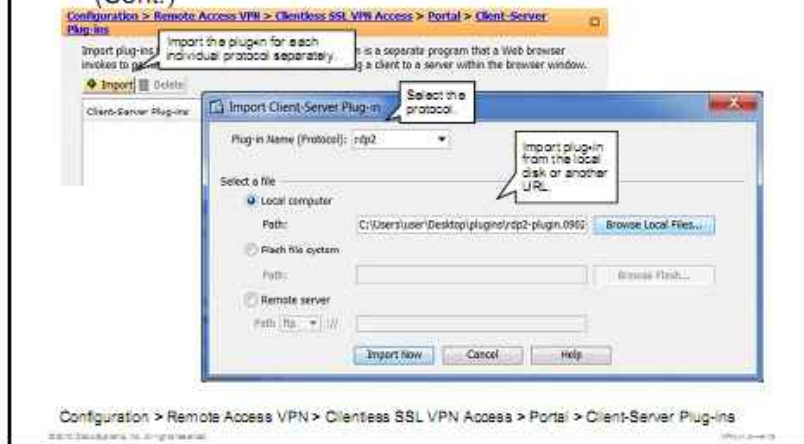 (Cont.)
Configuration > Remote Access VPN > Clientless SSL VPN Access > Portal > Client-Server
Plug-ins
Import the plug-in for each
individual protocol separately.
Import plug-ins
is a separate program that a Web browser
invokes to
g a client to a server within the browser window.
Import Delete
Client-Server Plug-ins
Import Client-Server Plug-in
Select the
protocol.
Plug-in Name (Protocol): rdp2
Import plug-in
from the local
disk or another
URL.
Select a file
Local computer
Path: C:\Users\user\Desktop\plugins\rdp2-plugin.0902 Browse Local Files...
Flash file system
Path: Browse Flash...
Remote server
Path ftp ://
Import Now Cancel Help
Configuration > Remote Access VPN > Clientless SSL VPN Access > Portal > Client-Server Plug-Ins